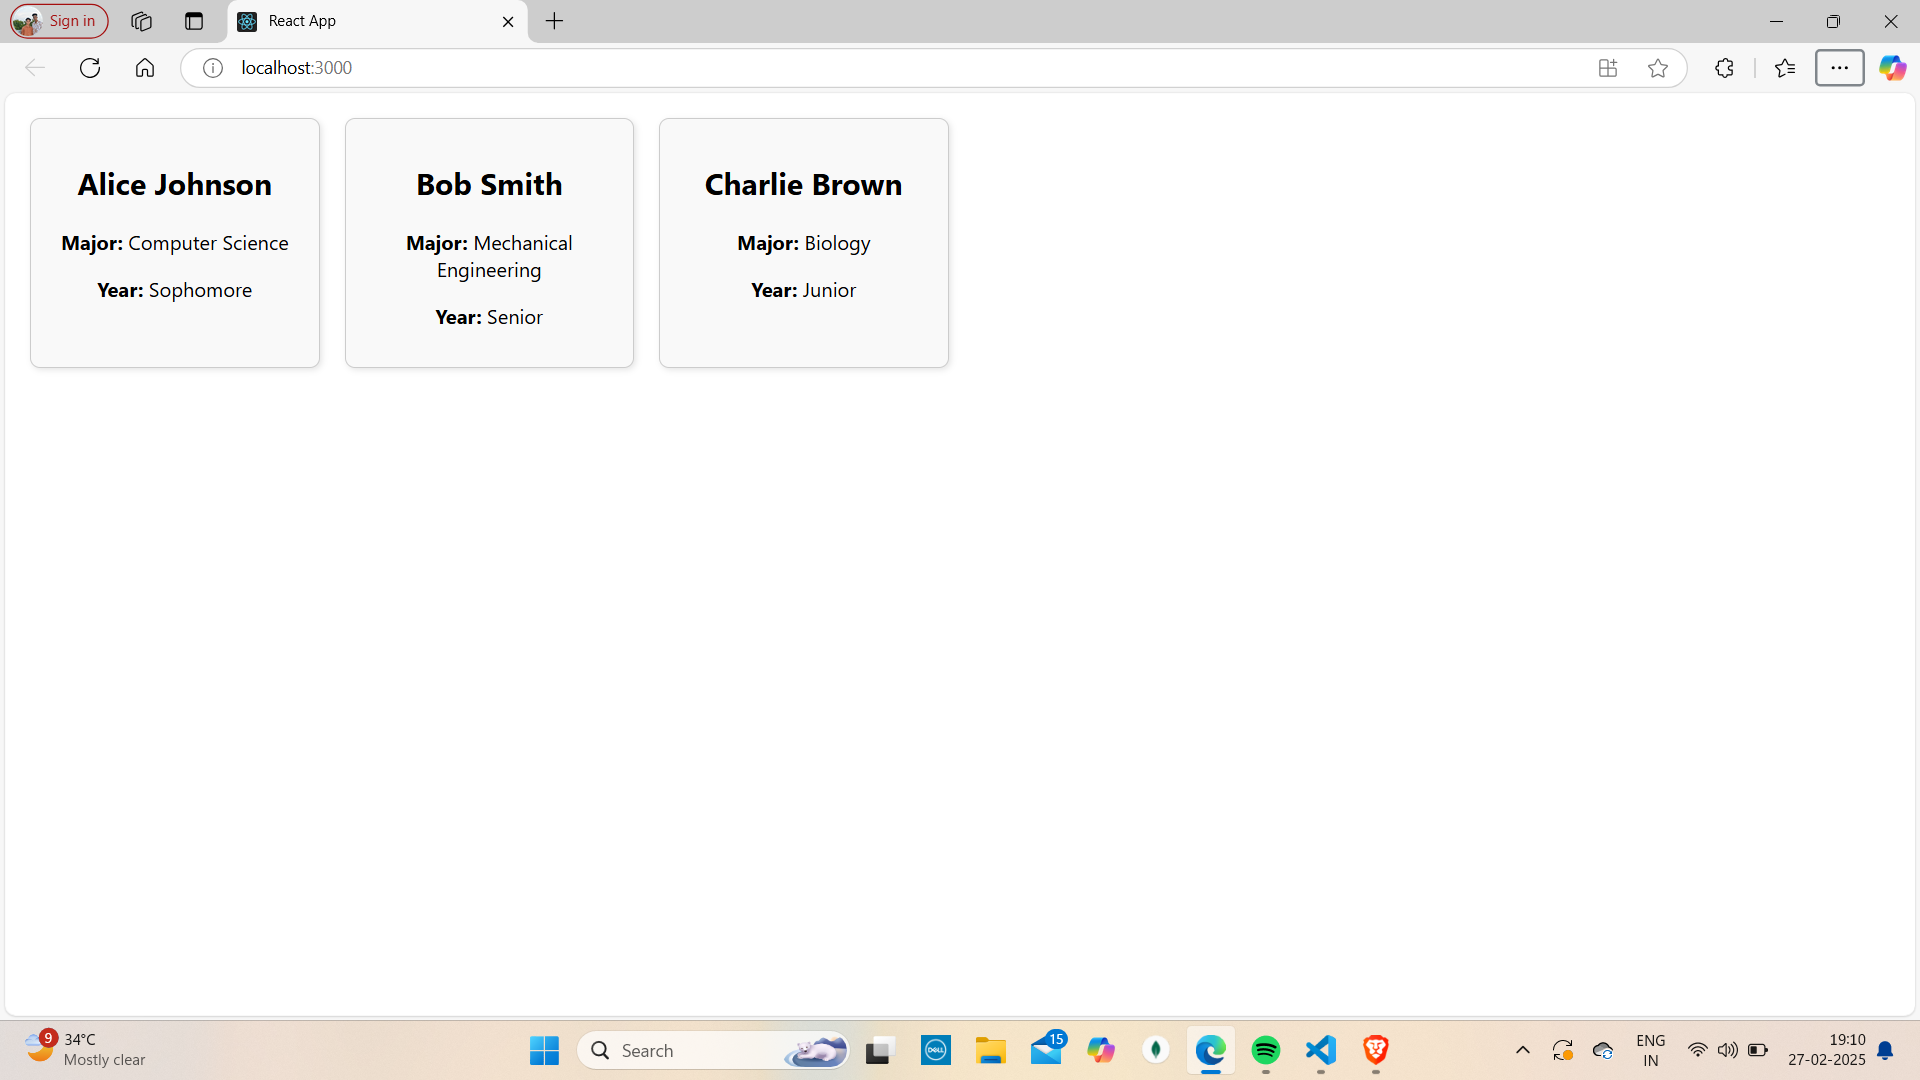 Sign in
React App
localhost:3000
Alice Johnson
Major: Computer Science
Year: Sophomore
Bob Smith
Major: Mechanical
Engineering
Year: Senior
Charlie Brown
Major: Biology
Year: Junior
9
34°C
Mostly clear
Search
DELL
15
ENG
IN
19:10
27-02-2025